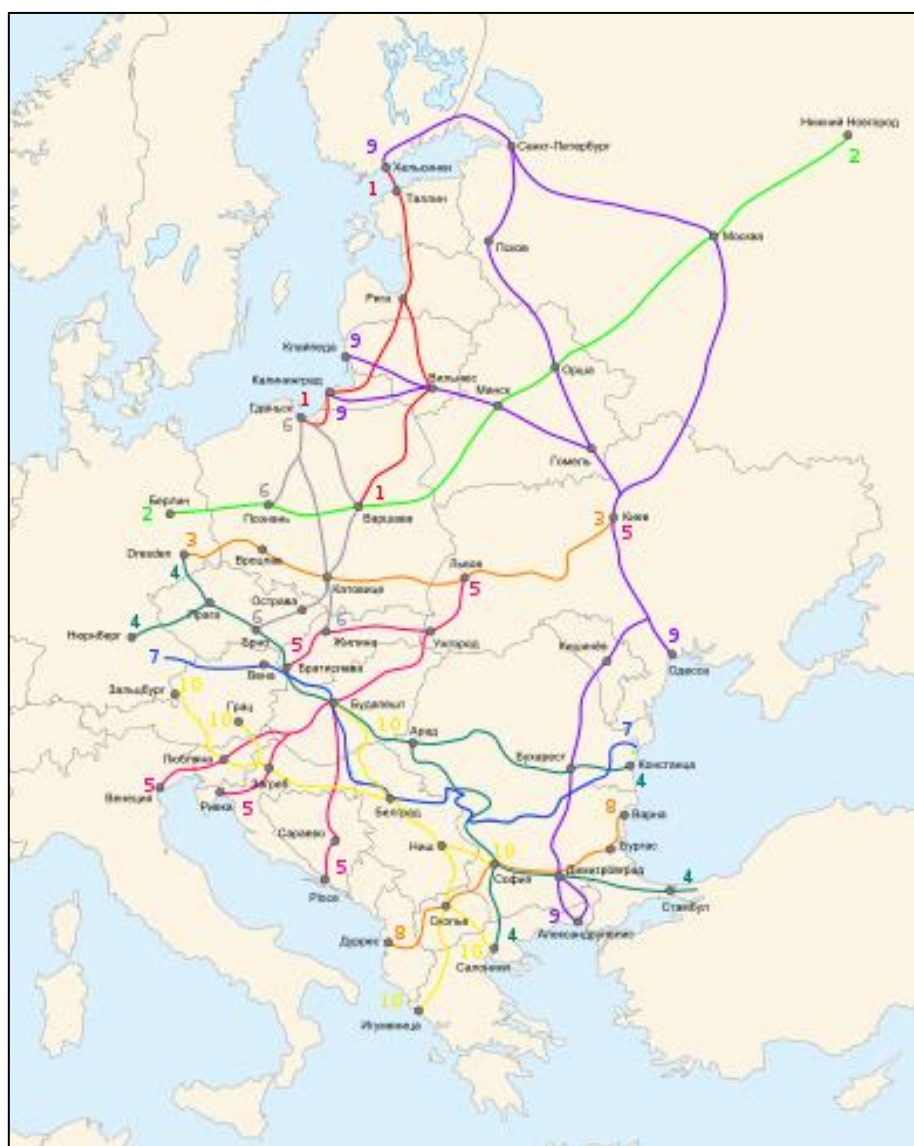 Нижний Новгород
9
Санкт-Петербург
2
Хельсинки
1
Таллин
Москва
Псков
Рига
Клайпеда
9
Орша
Калининград
Вильнюс
Минск
1
Гданьск
9
6
Гомель
Берлин
6
1
2
Познань
Варшава
3
Киев
5
Dresden
3
Вроцлав
Львов
4
Катовице
5
Прага
Острава
4
6
6
Нюрнберг
Брно
5
Жилина
Ужгород
Кишинёв
9
7
Братислава
Одесса
Вена
Зальцбург
10
Грац
Будапешт
10
10
Арад
7
Любляна
Бухарест
Констанца
5
Загреб
4
Венеция
Риека
5
Белград
8
Варна
Сараево
Ниш
10
Бургас
София
Димитровград
5
4
Ploce
Стамбул
Скопье
9
Дуррес
8
4
Александруполис
10
Салоники
10
Игуменица